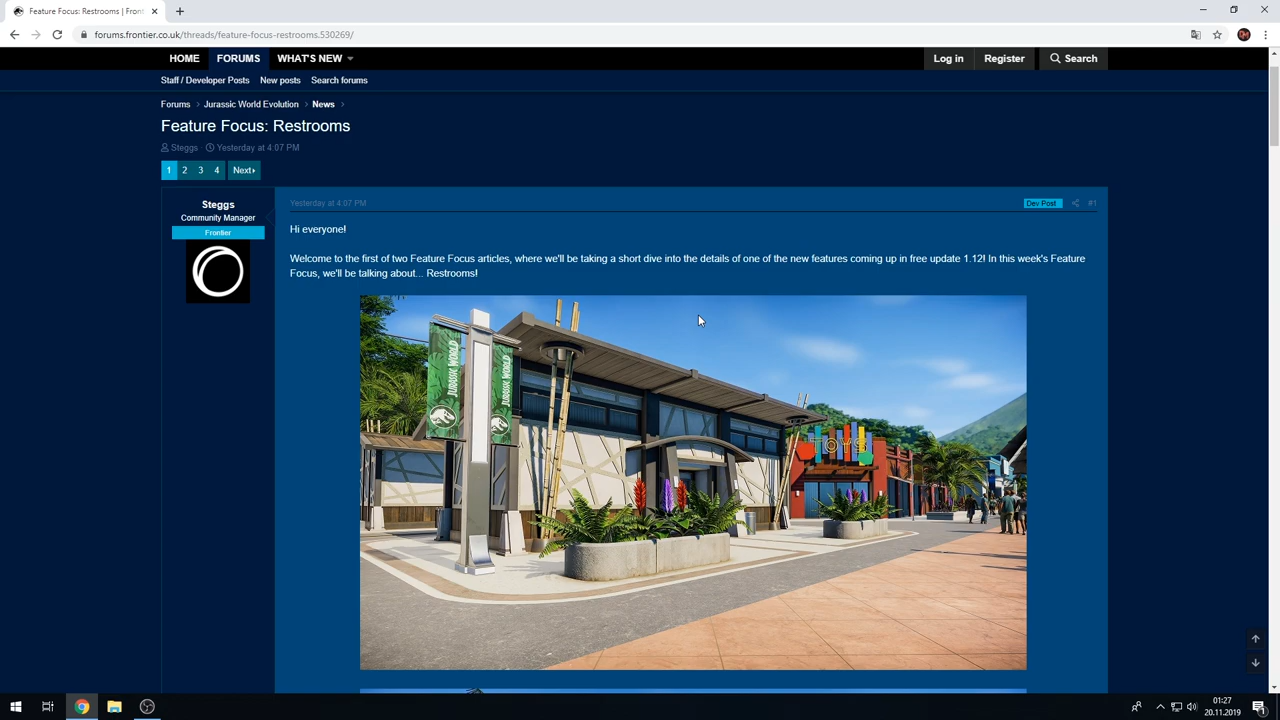 Feature Focus: Restrooms | Front
forums.frontier.co.uk/threads/feature-focus-restrooms.530269/
HOME FORUMS WHAT'S NEW Log in Register Search
Staff / Developer Posts New posts Search forums
Forums Jurassic World Evolution News
Feature Focus: Restrooms
Steggs Yesterday at 4:07 PM
1 2 3 4 Next
Steggs
Community Manager
Frontier
Yesterday at 4:07 PM Dev Post #1
Hi everyone!
Welcome to the first of two Feature Focus articles, where we'll be taking a short dive into the details of one of the new features coming up in free update 1.12! In this week's Feature
Focus, we'll be talking about... Restrooms!
JURASSIC WORLD
JURASSIC WORLD
TOYS
01:27
20.11.2019
1